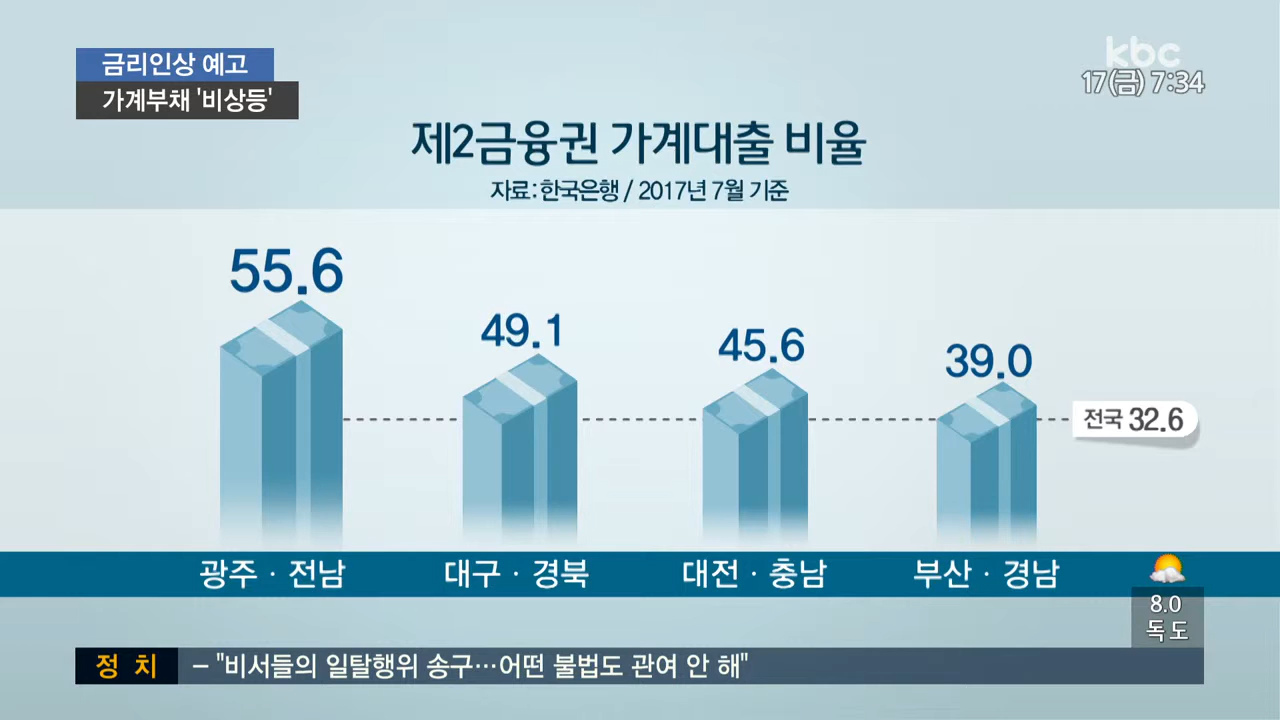 금리인상 예고
가계부채 '비상등'
kbc
17(금) 7:34
제2금융권 가계대출 비율
자료:한국은행 / 2017년 7월 기준
55.6
49.1
45.6
39.0
전국 32.6
광주·전남
대구·경북
대전·충남
부산·경남
8.0
독도
정치 – "비서들의 일탈행위 송구…어떤 불법도 관여 안 해"